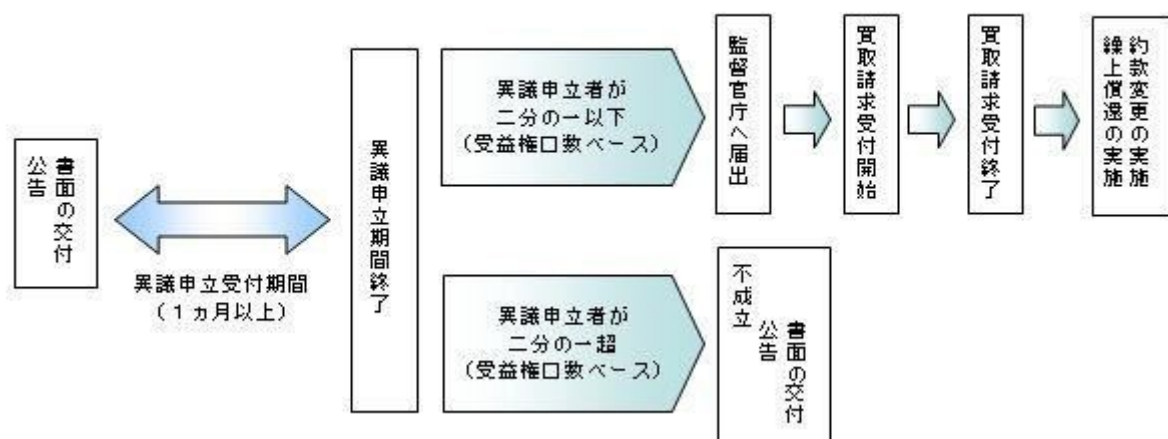 公告
書面の交付
異議申立受付期間
（１ヵ月以上）
異議申立期間終了
異議申立者が
二分の一以下
（受益権口数ベース）
監督官庁へ届出
買取請求受付開始
買取請求受付終了
約款変更の実施
繰上償還の実施
異議申立者が
二分の一超
（受益権口数ベース）
不成立
公告
書面の交付